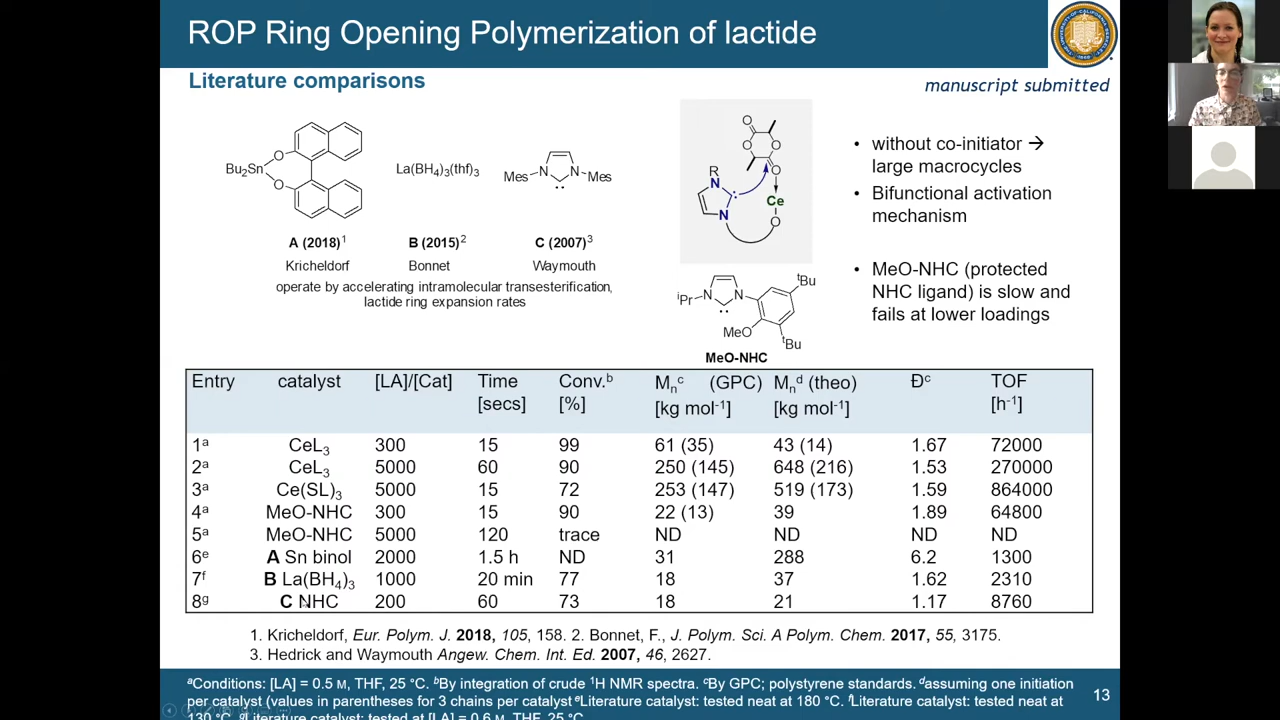 ROP Ring Opening Polymerization of lactide
Literature comparisons
manuscript submitted
Bu2Sn
O
O
La(BH4)3(thf)3
Mes N N Mes
A (2018)1
B (2015)2
C (2007)3
Kricheldorf
Bonnet
Waymouth
operate by accelerating intramolecular transesterification,
lactide ring expansion rates
O
O
O
O
R
N
N
Ce
O
iPr N N
tBu
MeO
tBu
MeO-NHC
• without co-initiator →
large macrocycles
• Bifunctional activation
mechanism
• MeO-NHC (protected
NHC ligand) is slow and
fails at lower loadings
Entry catalyst [LA]/[Cat] Time Conv.b Mnc (GPC) Mnd (theo) Đc TOF
[secs] [%] [kg mol-1] [kg mol-1] [h-1]
1a CeL3 300 15 99 61 (35) 43 (14) 1.67 72000
2a CeL3 5000 60 90 250 (145) 648 (216) 1.53 270000
3a Ce(SL)3 5000 15 72 253 (147) 519 (173) 1.59 864000
4a MeO-NHC 300 15 90 22 (13) 39 1.89 64800
5a MeO-NHC 5000 120 trace ND ND ND ND
6e A Sn binol 2000 1.5 h ND 31 288 6.2 1300
7f B La(BH4)3 1000 20 min 77 18 37 1.62 2310
8g C NHC 200 60 73 18 21 1.17 8760
1. Kricheldorf, Eur. Polym. J. 2018, 105, 158. 2. Bonnet, F., J. Polym. Sci. A Polym. Chem. 2017, 55, 3175.
3. Hedrick and Waymouth Angew. Chem. Int. Ed. 2007, 46, 2627.
aConditions: [LA] = 0.5 M, THF, 25 °C. bBy integration of crude 1H NMR spectra. cBy GPC; polystyrene standards. dassuming one initiation
per catalyst (values in parentheses for 3 chains per catalyst eLiterature catalyst: tested neat at 180 °C. fLiterature catalyst: tested neat at
130 °C. gLiterature catalyst: tested at [LA] = 0.6 M, THF, 25 °C.
13